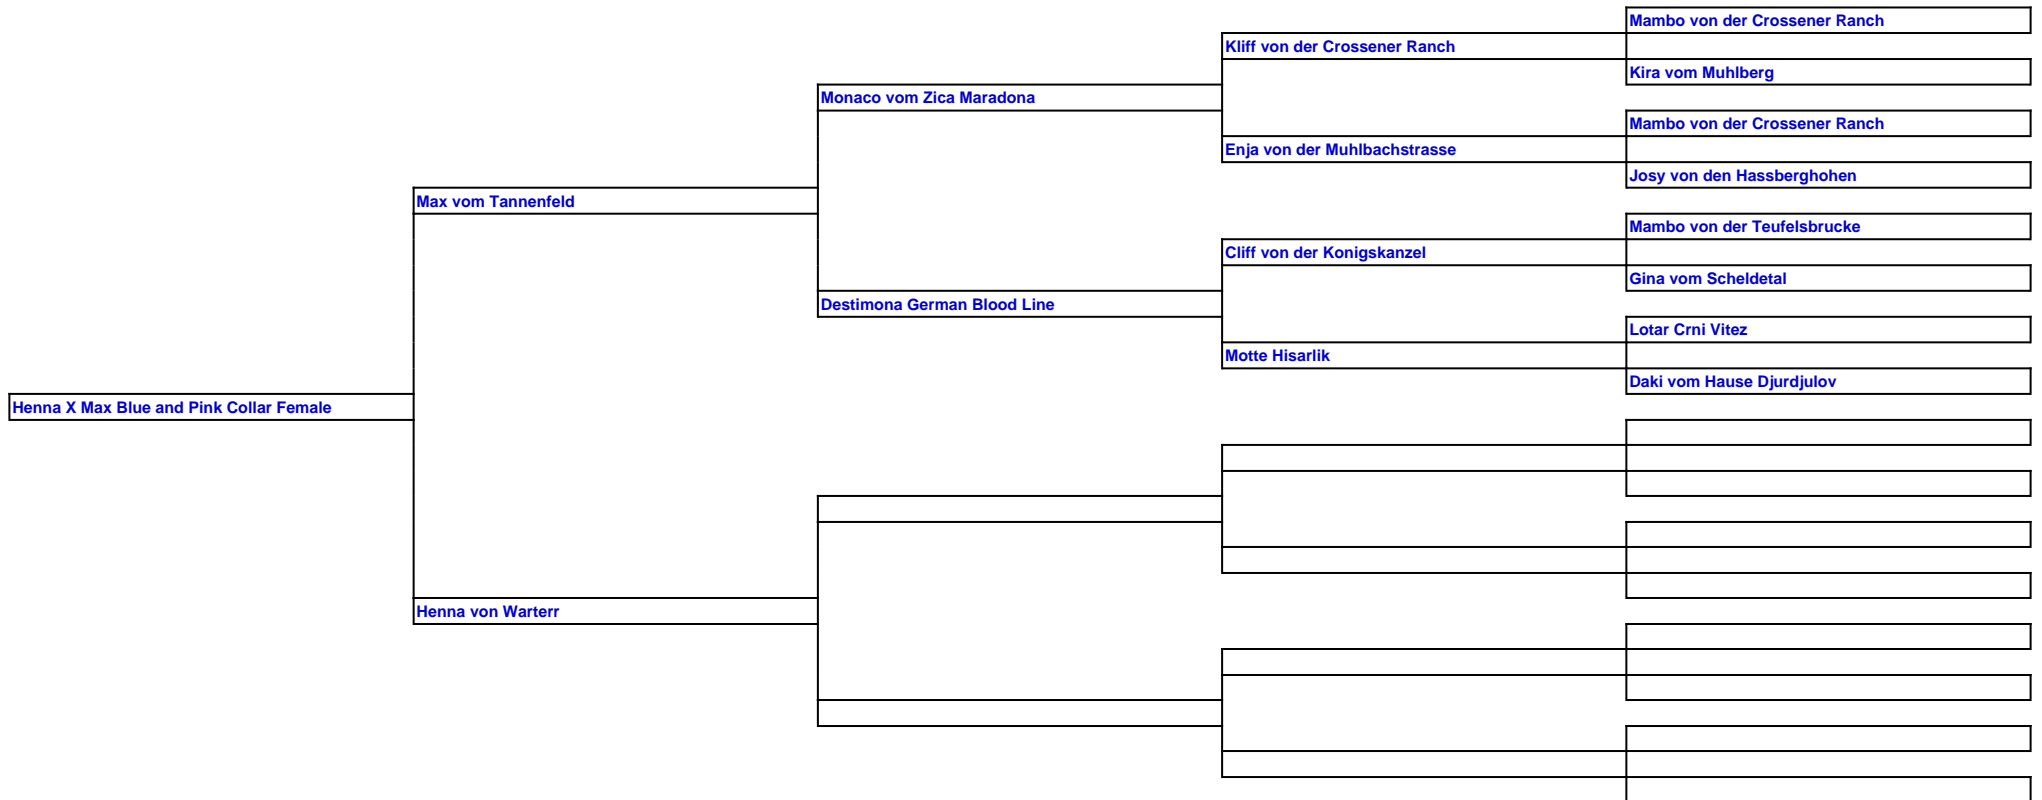 Mambo von der Crossener Ranch
Kliff von der Crossener Ranch
Kira vom Muhlberg
Monaco vom Zica Maradona
Mambo von der Crossener Ranch
Enja von der Muhlbachstrasse
Josy von den Hassberghohen
Max vom Tannenfeld
Mambo von der Teufelsbrucke
Cliff von der Konigskanzel
Gina vom Scheldetal
Destimona German Blood Line
Lotar Crni Vitez
Motte Hisarlik
Daki vom Hause Djurdjulov
Henna X Max Blue and Pink Collar Female
Henna von Warterr